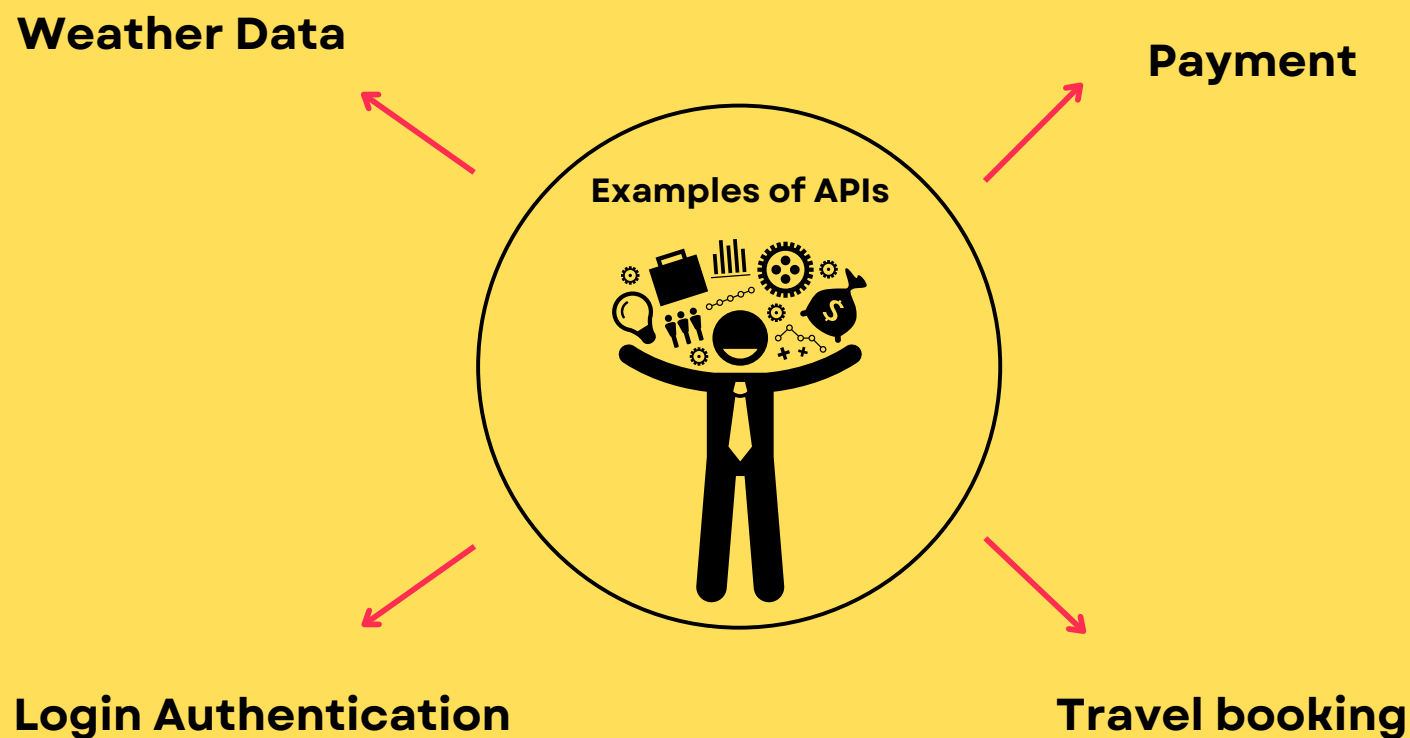 Weather Data
Payment
Examples of APIs
$
Login Authentication
Travel booking